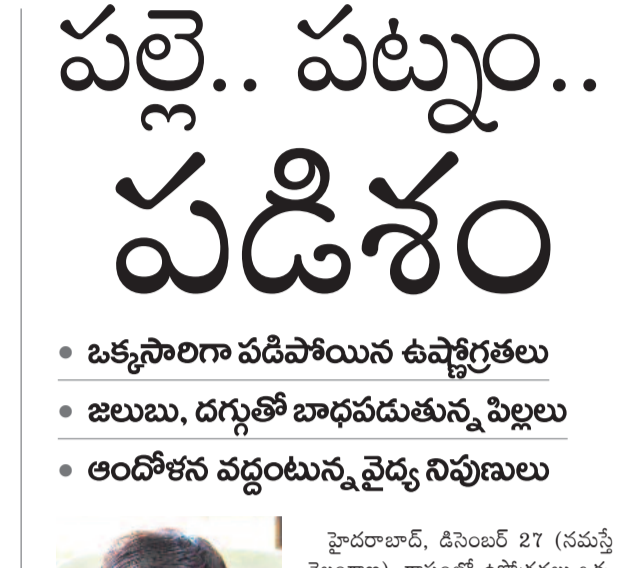 పల్లె.. పట్నం..
పడిశం
• ఒక్కసారిగా పడిపోయిన ఉష్ణోగ్రతలు
• జలుబు, దగ్గుతో బాధపడుతున్న పిల్లలు
• ఆందోళన వద్దంటున్న వైద్య నిపుణులు
హైదరాబాద్, డిసెంబర్ 27 (నమస్తే